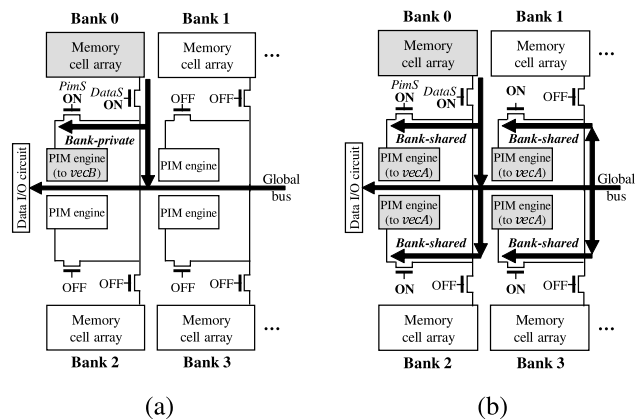 Bank 0
Bank 1
Memory
cell array
Memory
cell array
...
PimS
ON
DataS
ON
OFF
OFF
Bank-private
PIM engine
(to vecB)
PIM engine
Data I/O circuit
Global
bus
PIM engine
PIM engine
OFF
OFF
OFF
OFF
Memory
cell array
Memory
cell array
...
Bank 2
Bank 3
(a)
Bank 0
Bank 1
Memory
cell array
Memory
cell array
...
PimS
ON
DataS
ON
ON
OFF
Bank-shared
Bank-shared
PIM engine
(to vecA)
PIM engine
(to vecA)
Data I/O circuit
Global
bus
PIM engine
(to vecA)
PIM engine
(to vecA)
Bank-shared
Bank-shared
ON
OFF
ON
OFF
Memory
cell array
Memory
cell array
...
Bank 2
Bank 3
(b)